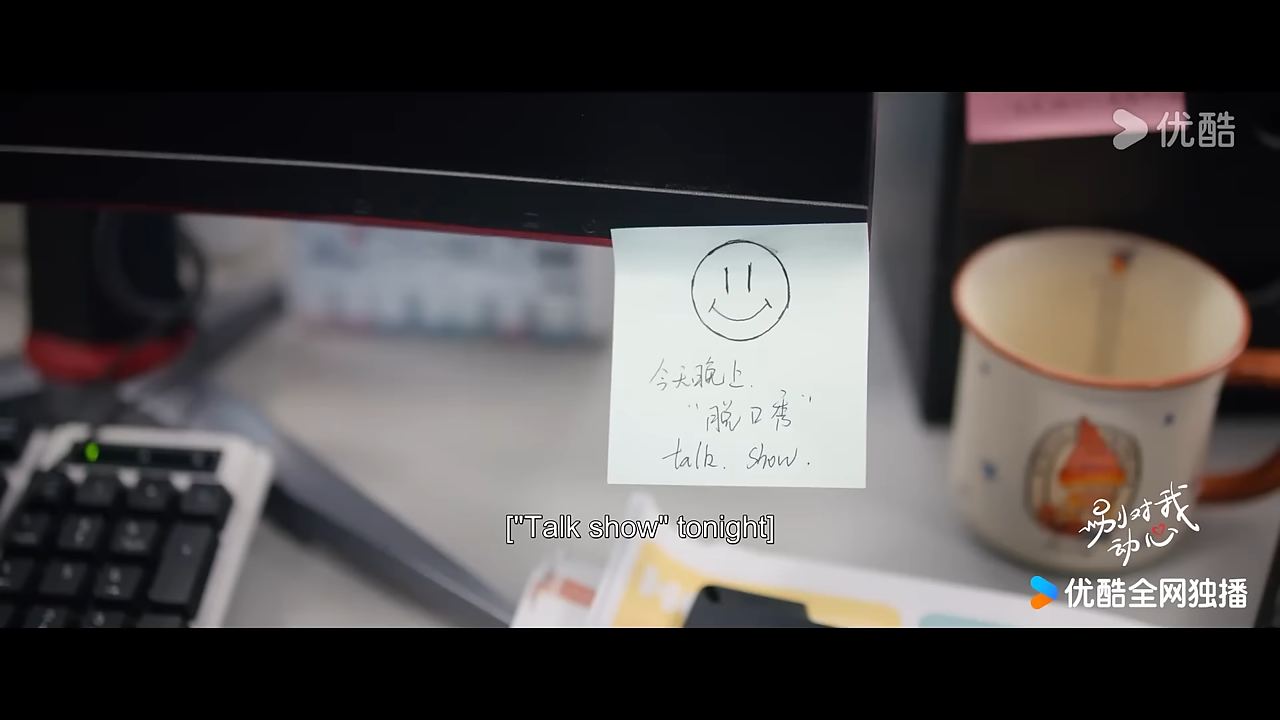 优酷
今天晚上.
"脱口秀"
talk. show.
["Talk show" tonight]
别对我
动心
优酷全网独播